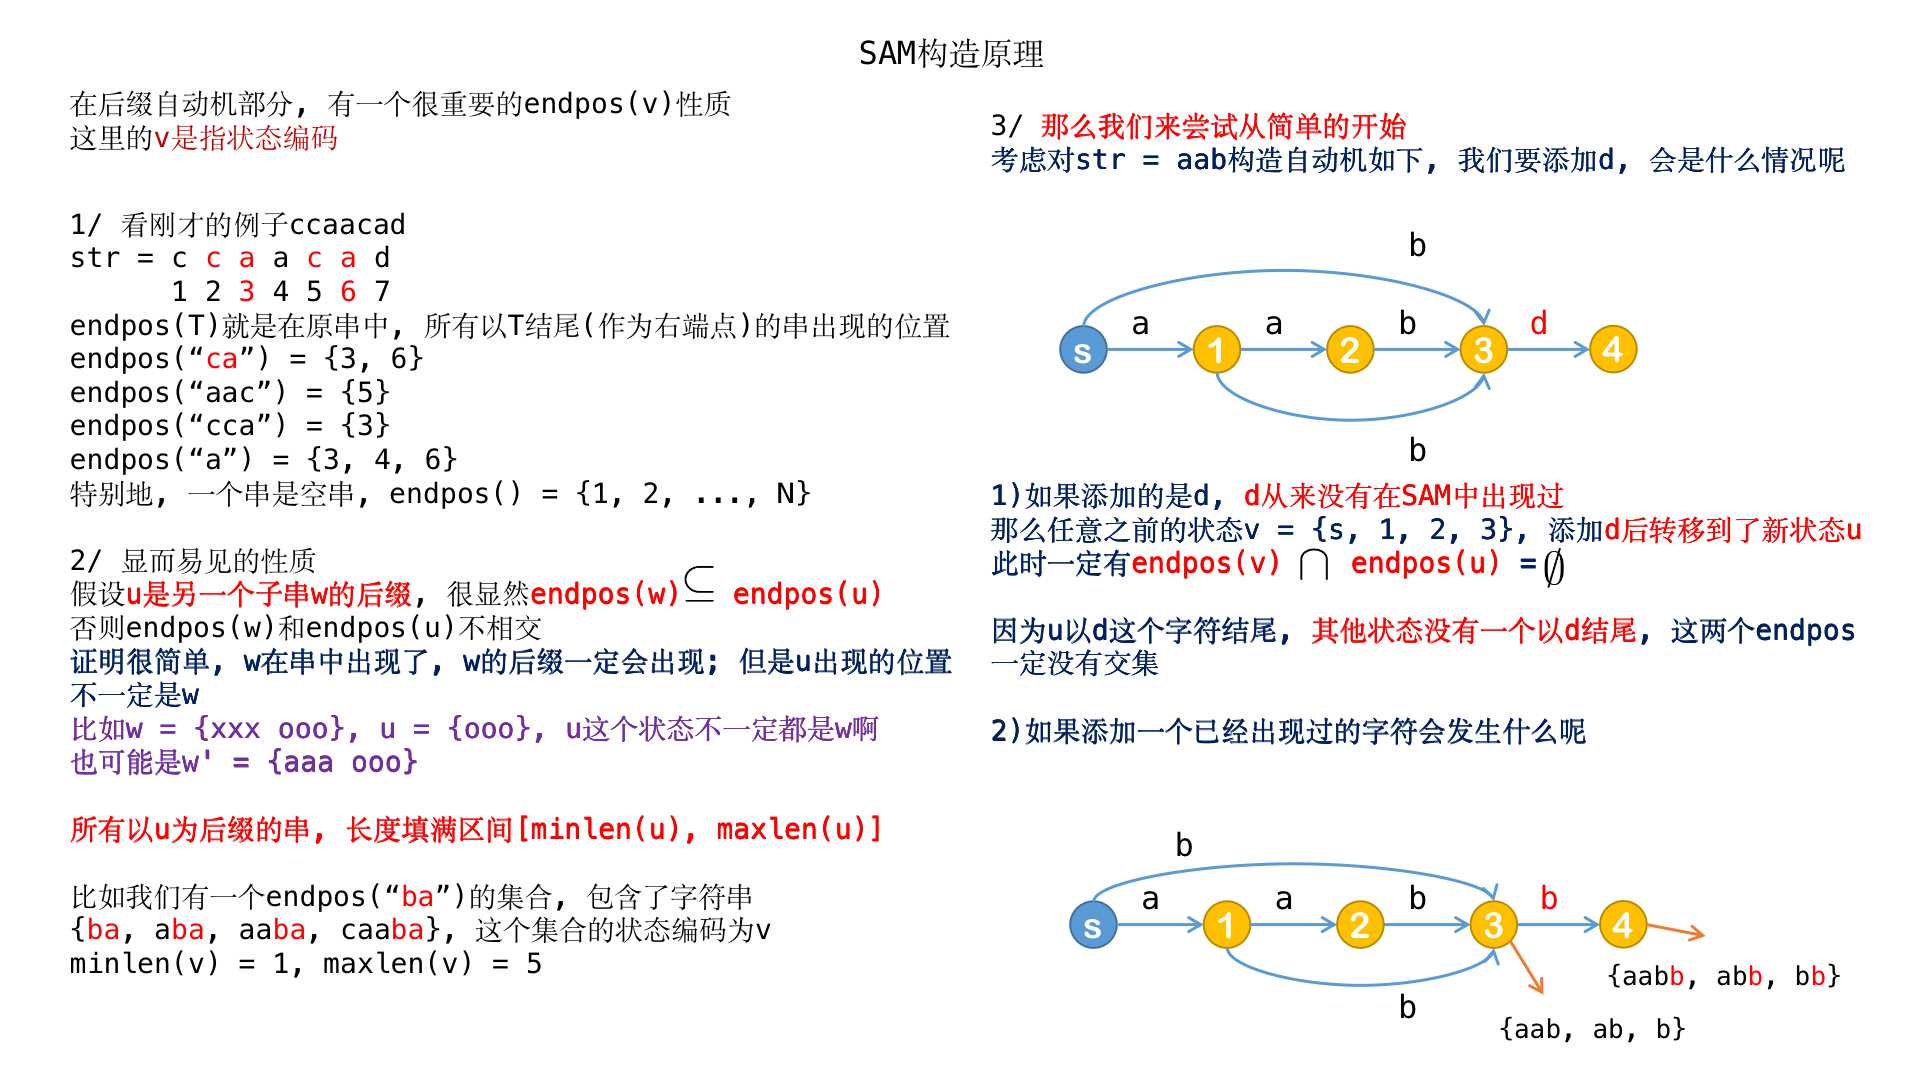 SAM构造原理
在后缀自动机部分, 有一个很重要的endpos(v)性质
这里的v是指状态编码
1/ 看刚才的例子ccaacad
str = c c a a c a d
1 2 3 4 5 6 7
endpos(T)就是在原串中, 所有以T结尾(作为右端点)的串出现的位置
endpos(“ca”) = {3, 6}
endpos(“aac”) = {5}
endpos(“cca”) = {3}
endpos(“a”) = {3, 4, 6}
特别地, 一个串是空串, endpos() = {1, 2, ..., N}
2/ 显而易见的性质
假设u是另一个子串w的后缀, 很显然endpos(w) ⊆ endpos(u)
否则endpos(w)和endpos(u)不相交
证明很简单, w在串中出现了, w的后缀一定会出现; 但是u出现的位置
不一定是w
比如w = {xxx ooo}, u = {ooo}, u这个状态不一定都是w啊
也可能是w' = {aaa ooo}
所有以u为后缀的串, 长度填满区间[minlen(u), maxlen(u)]
比如我们有一个endpos(“ba”)的集合, 包含了字符串
{ba, aba, aaba, caaba}, 这个集合的状态编码为v
minlen(v) = 1, maxlen(v) = 5
3/ 那么我们来尝试从简单的开始
考虑对str = aab构造自动机如下, 我们要添加d, 会是什么情况呢
b
a a b d
s 1 2 3 4
b
1)如果添加的是d, d从来没有在SAM中出现过
那么任意之前的状态v = {s, 1, 2, 3}, 添加d后转移到了新状态u
此时一定有endpos(v) ∩ endpos(u) = ∅
因为u以d这个字符结尾, 其他状态没有一个以d结尾, 这两个endpos
一定没有交集
2)如果添加一个已经出现过的字符会发生什么呢
b
a a b b
s 1 2 3 4
{aabb, abb, bb}
b
{aab, ab, b}